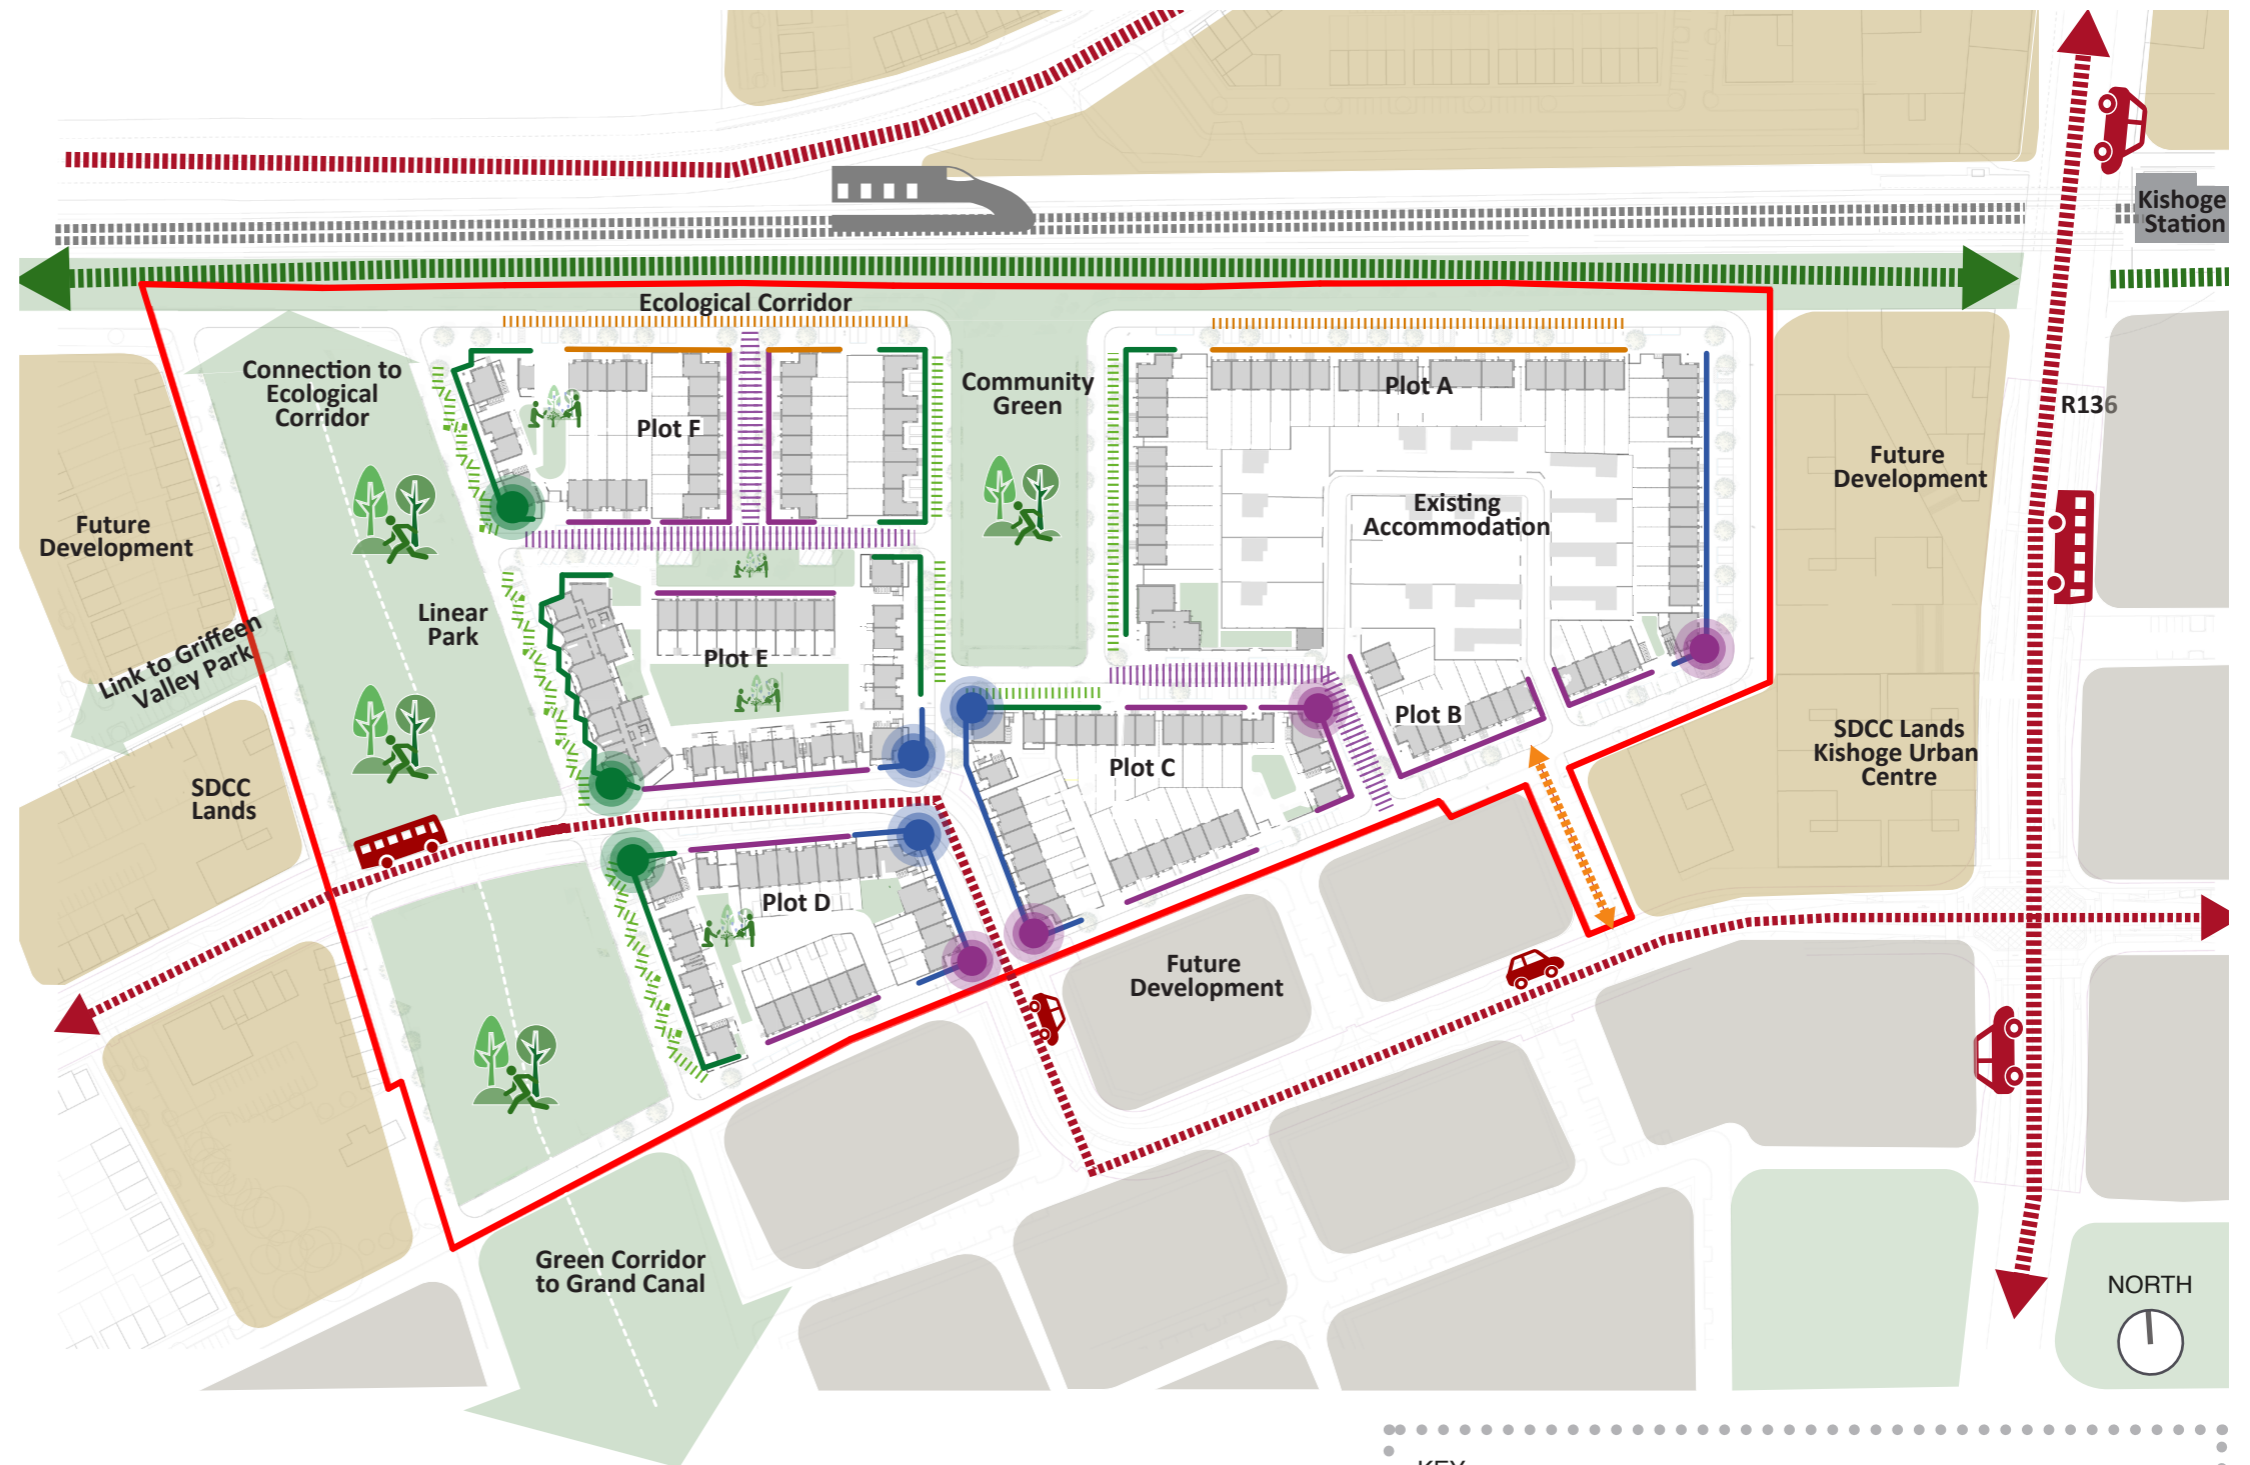 Kishoge
Station
Ecological Corridor
Connection to
Ecological
Corridor
Community
Green
Plot A
R136
Plot F
Future
Development
Existing
Accommodation
Future
Development
Linear
Park
Link to Griffeen
Valley Park
Plot E
Plot B
SDCC Lands
Kishoge Urban
Centre
Plot C
SDCC
Lands
Plot D
Future
Development
Green Corridor
to Grand Canal
NORTH
KEY